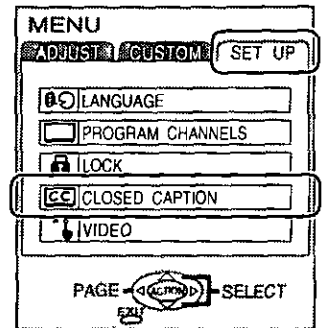 MENU
ADJUST CUSTOM SET UP
LANGUAGE
PROGRAM CHANNELS
LOCK
CC CLOSED CAPTION
VIDEO
PAGE ACTION SELECT
EXIT